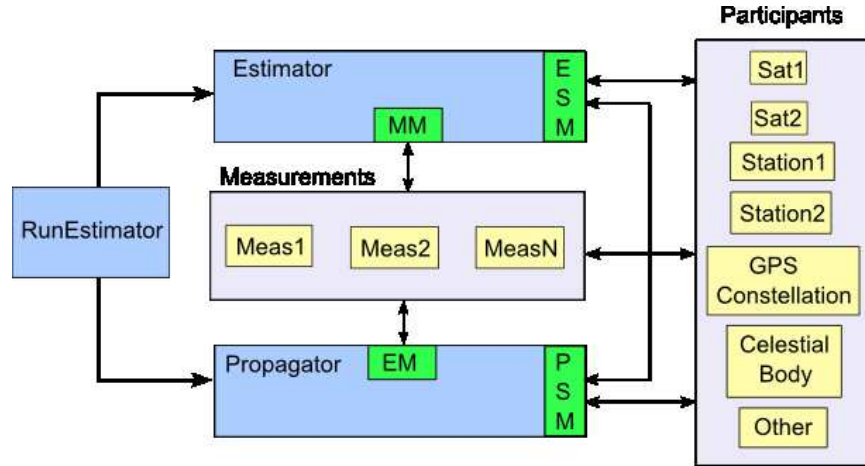 Participants
Estimator
E
S
M
MM
Sat1
Sat2
Station1
Station2
GPS
Constellation
Celestial
Body
Other
Measurements
Meas1
Meas2
MeasN
RunEstimator
Propagator
EM
P
S
M